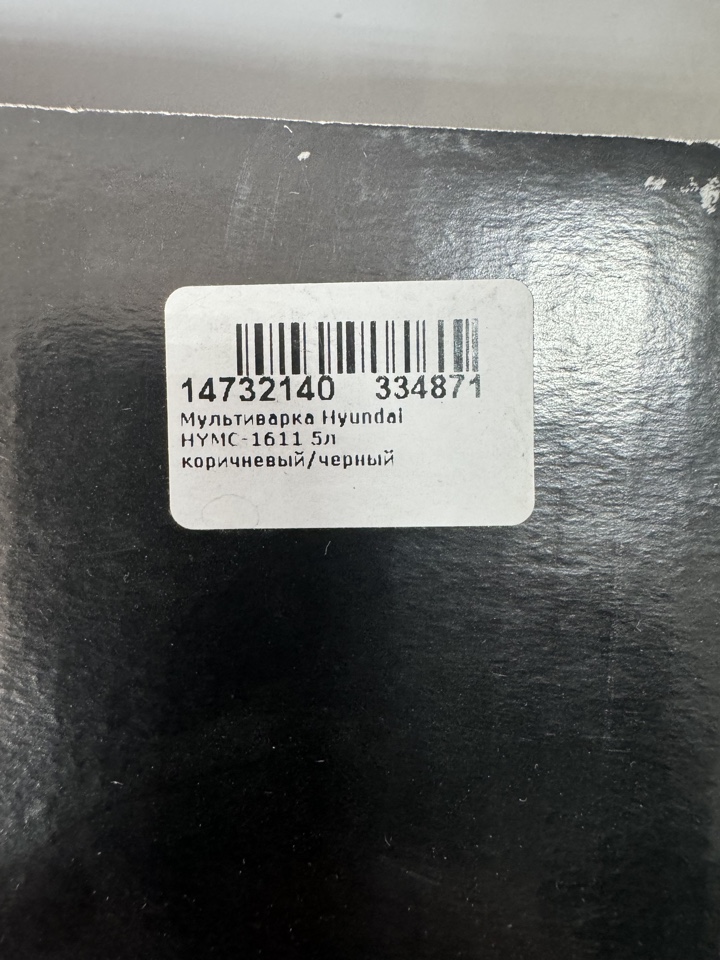 14732140 334871
Мультиварка Hyundai
HYMC-1611 5л
коричневый/черный